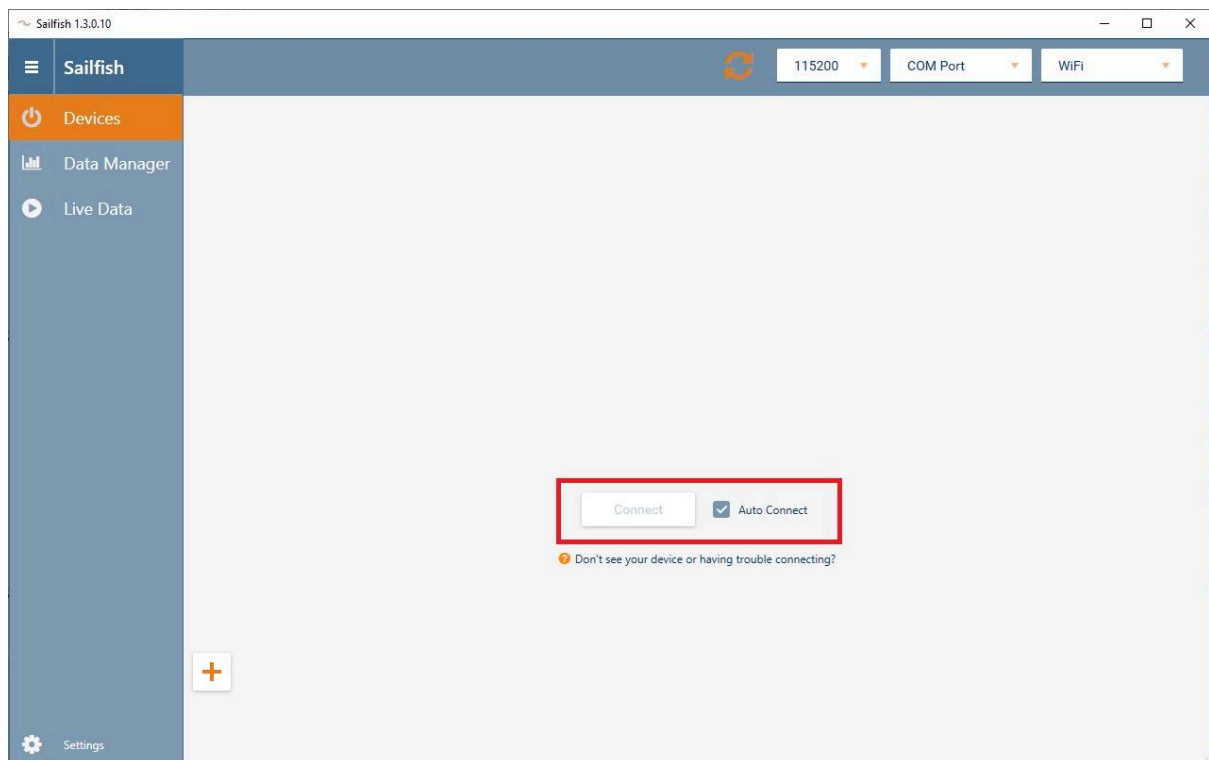 Sailfish 1.3.0.10
Sailfish
115200
COM Port
WiFi
Devices
Data Manager
Live Data
Connect
Auto Connect
Don't see your device or having trouble connecting?
Settings